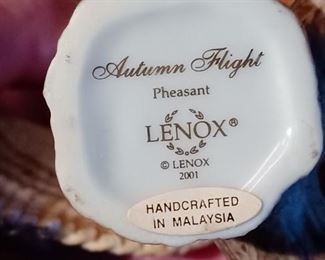 Autumn Flight
Pheasant
LENOX®
© LENOX
2001
HANDCRAFTED
IN MALAYSIA